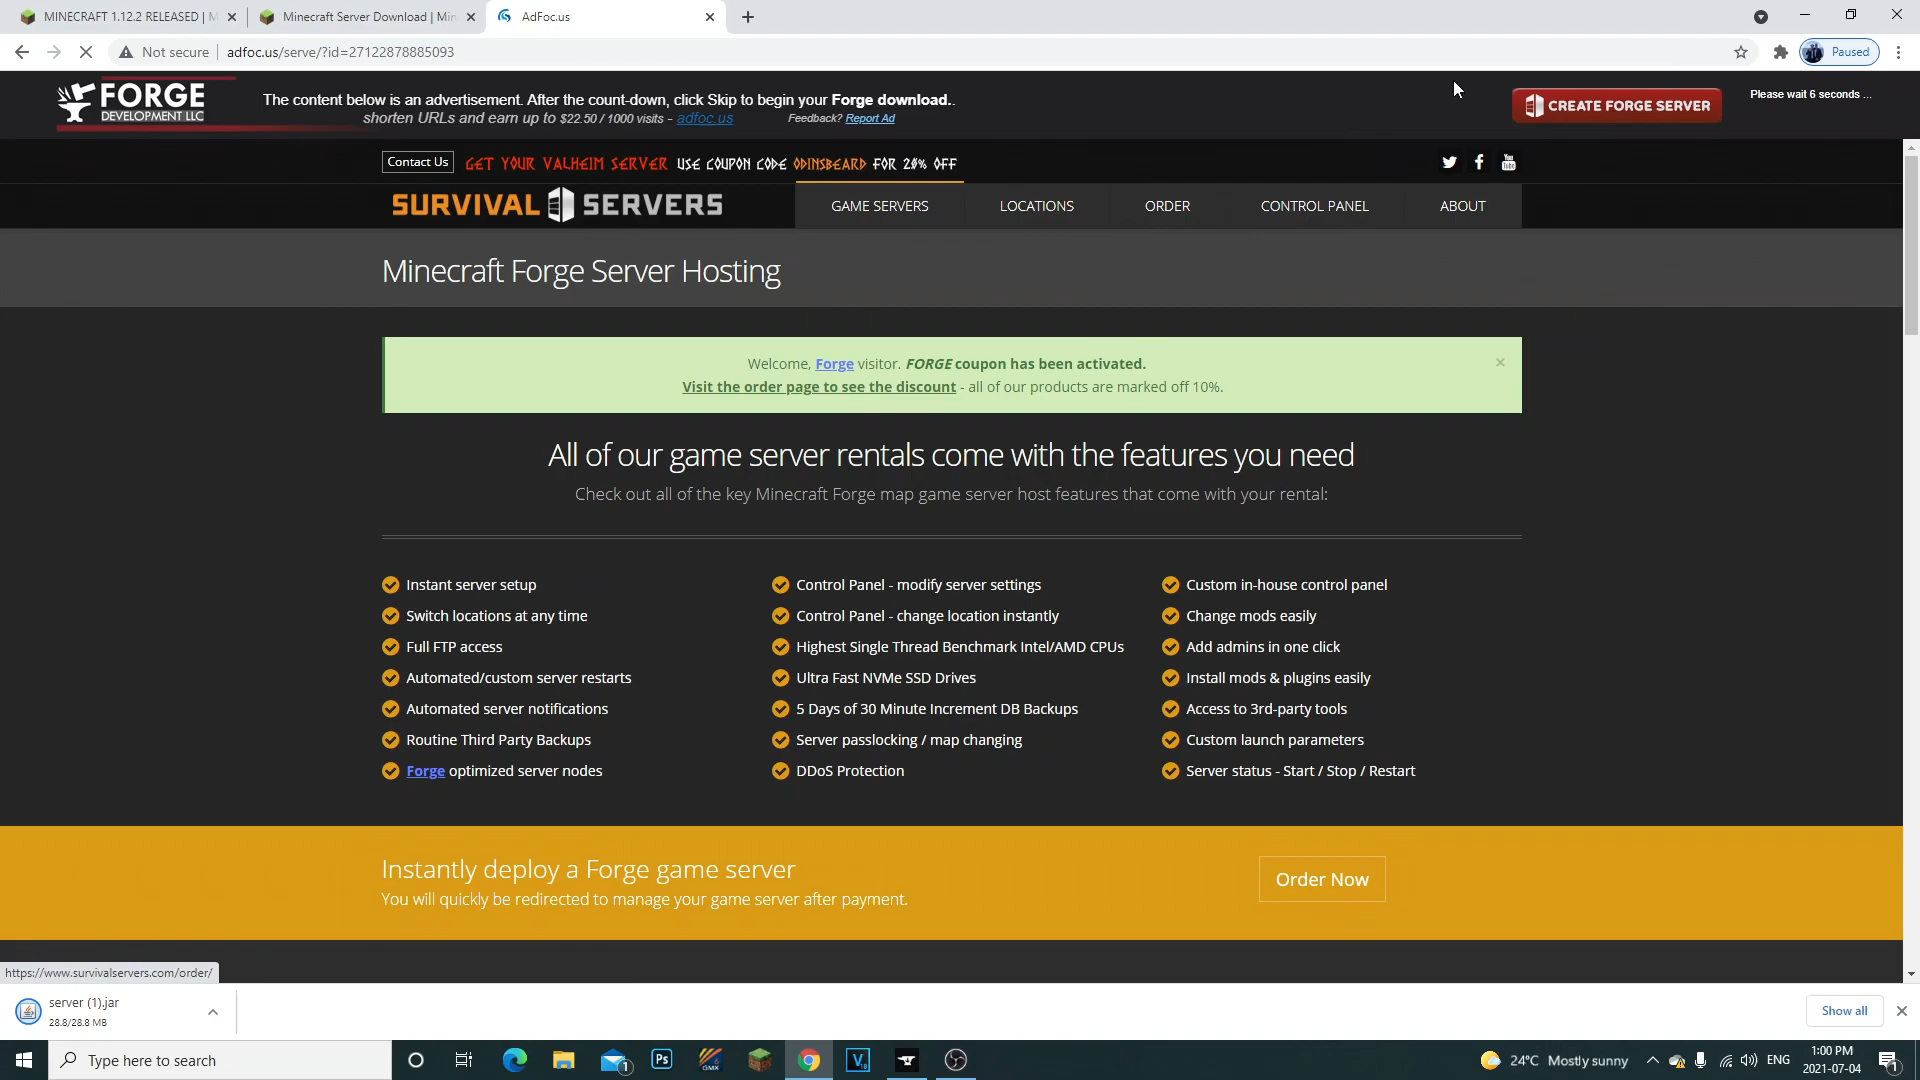 MINECRAFT 1.12.2 RELEASED | M
Minecraft Server Download | Min
AdFoc.us
Not secure
adfoc.us/serve/?id=27122878885093
Paused
FORGE
DEVELOPMENT LLC
The content below is an advertisement. After the count-down, click Skip to begin your Forge download..
shorten URLs and earn up to $22.50 / 1000 visits - adfoc.us
Feedback? Report Ad
CREATE FORGE SERVER
Please wait 6 seconds ...
Contact Us
GET YOUR VALHEIM SERVER USE COUPON CODE ODINSBEARD FOR 20% OFF
You
SURVIVAL SERVERS
GAME SERVERS
LOCATIONS
ORDER
CONTROL PANEL
ABOUT
Minecraft Forge Server Hosting
Welcome, Forge visitor. FORGE coupon has been activated.
Visit the order page to see the discount - all of our products are marked off 10%.
All of our game server rentals come with the features you need
Check out all of the key Minecraft Forge map game server host features that come with your rental:
Instant server setup
Switch locations at any time
Full FTP access
Automated/custom server restarts
Automated server notifications
Routine Third Party Backups
Forge optimized server nodes
Control Panel - modify server settings
Control Panel - change location instantly
Highest Single Thread Benchmark Intel/AMD CPUs
Ultra Fast NVMe SSD Drives
5 Days of 30 Minute Increment DB Backups
Server passlocking / map changing
DDoS Protection
Custom in-house control panel
Change mods easily
Add admins in one click
Install mods & plugins easily
Access to 3rd-party tools
Custom launch parameters
Server status - Start / Stop / Restart
Instantly deploy a Forge game server
You will quickly be redirected to manage your game server after payment.
Order Now
https://www.survivalservers.com/order/
server (1).jar
28.8/28.8 MB
Show all
Type here to search
1
Ps
GMX
V
24°C Mostly sunny
ENG
1:00 PM
2021-07-04
1